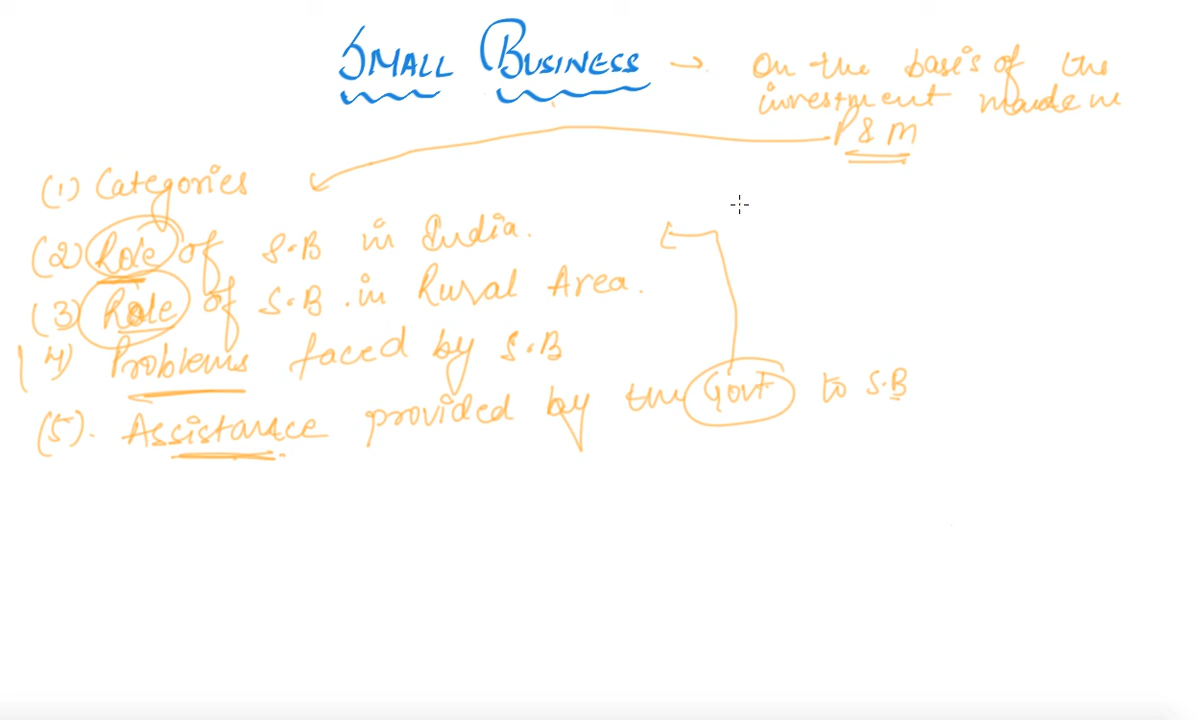 SMALL BUSINESS → On the basis of the
investment made in
P & M
(1) Categories
(2) Role of S.B in India.
(3) Role of S.B. in Rural Area.
(4) Problems faced by S.B
(5). Assistance provided by the Govt to S.B